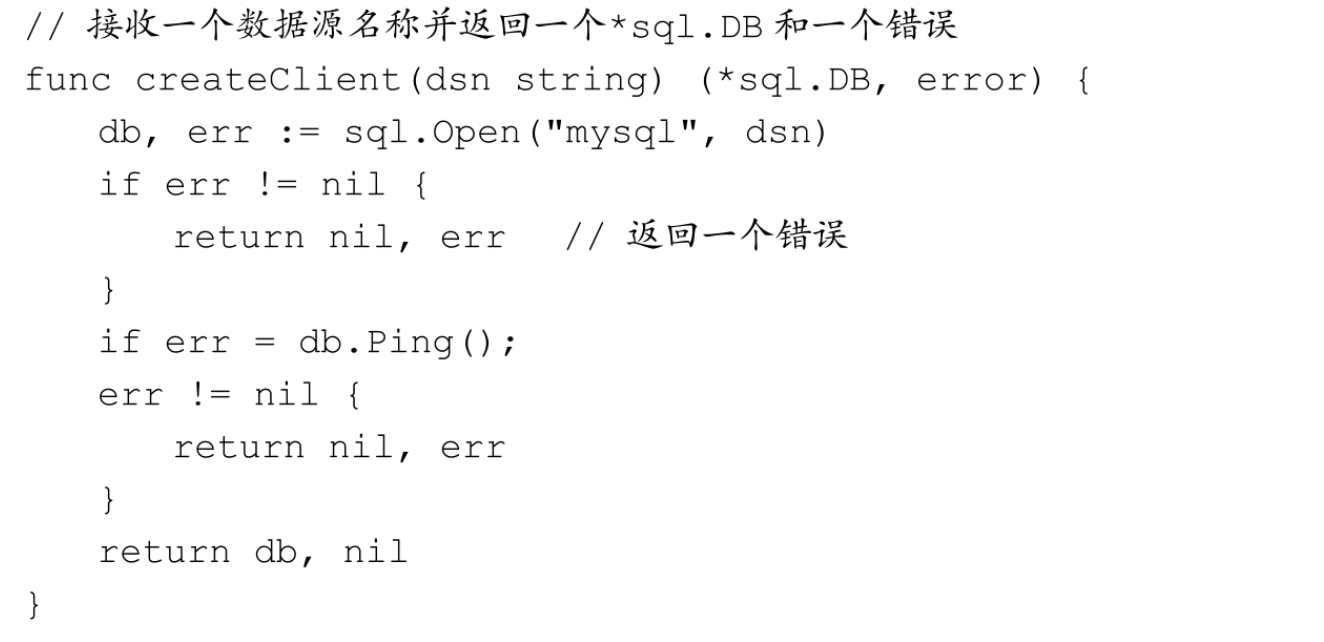 // 接收一个数据源名称并返回一个*sql.DB 和一个错误
func createClient(dsn string) (*sql.DB, error) {
    db, err := sql.Open("mysql", dsn)
    if err != nil {
        return nil, err   // 返回一个错误
    }
    if err = db.Ping();
    err != nil {
        return nil, err
    }
    return db, nil
}